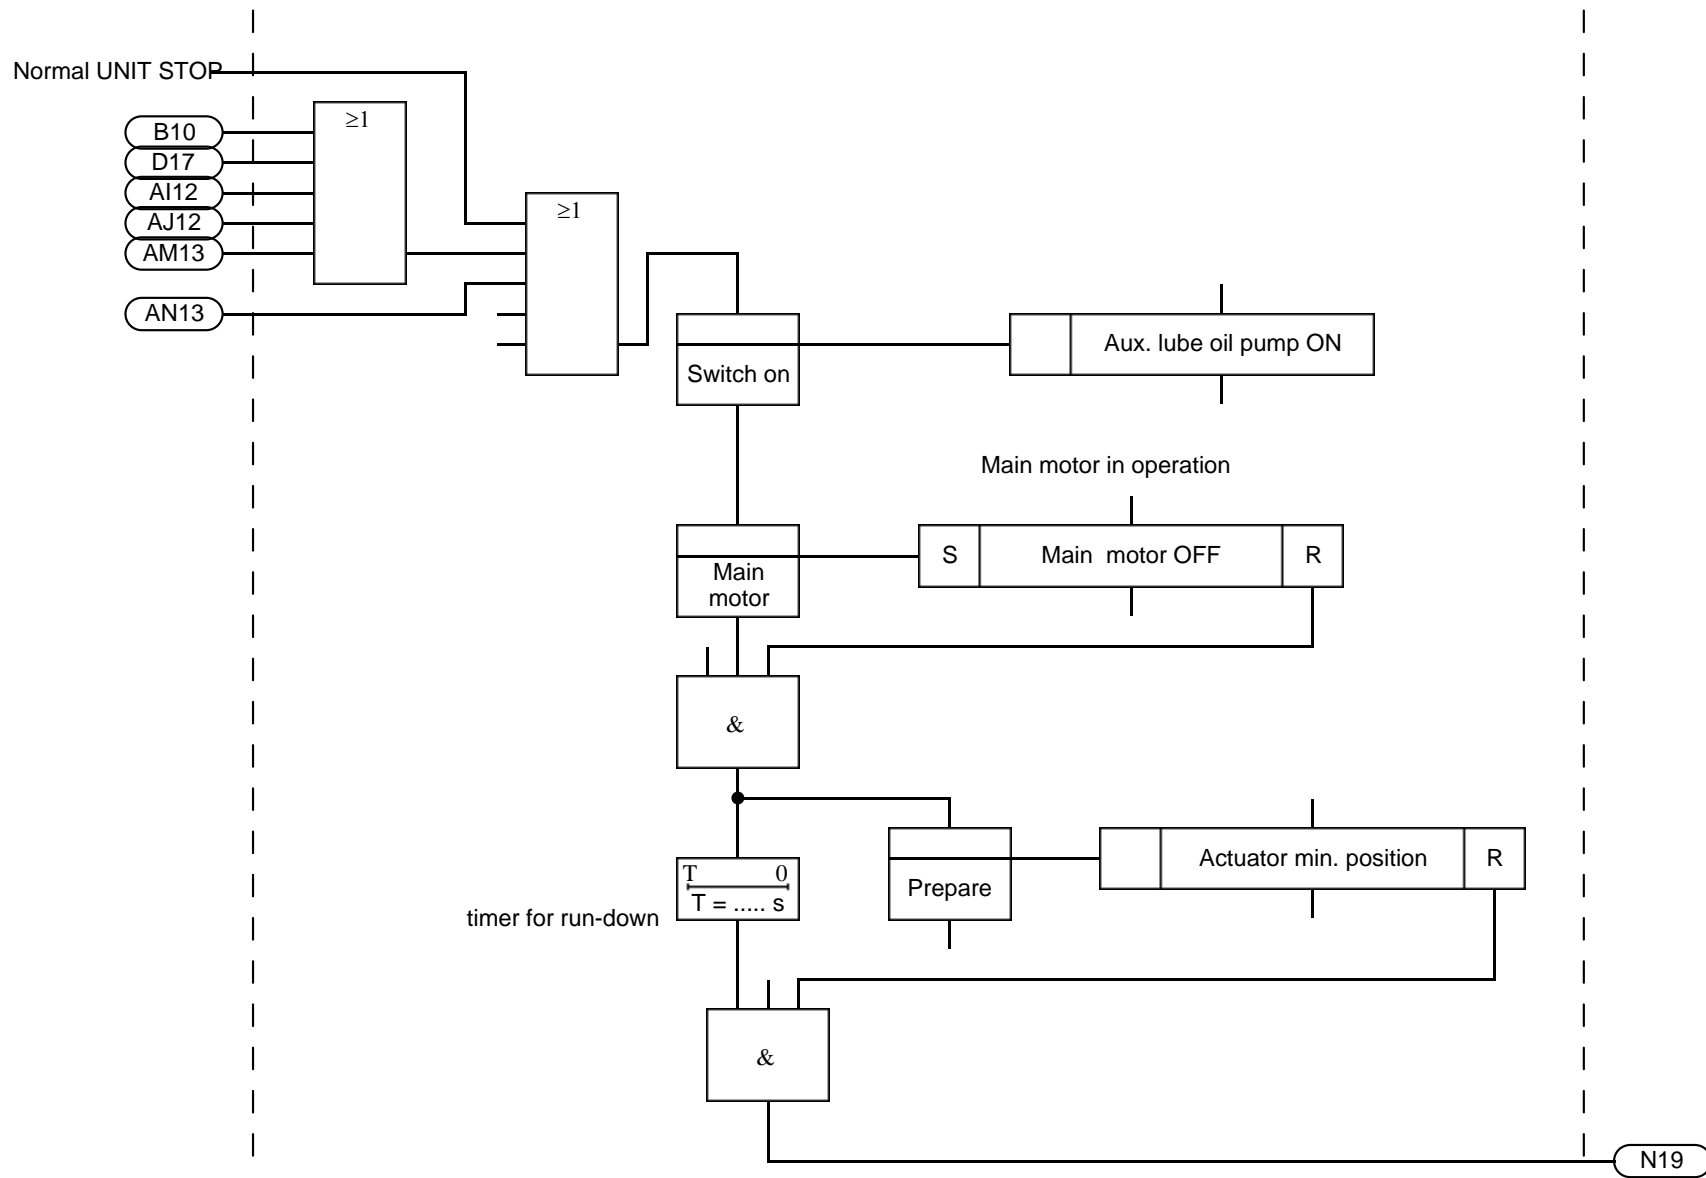 Normal UNIT STOP
B10
D17
AI12
AJ12
AM13
AN13
≥1
≥1
Switch on
Aux. lube oil pump ON
Main motor in operation
Main
motor
S
Main motor OFF
R
&
T 0
T = ..... s
timer for run-down
Prepare
Actuator min. position
R
&
N19